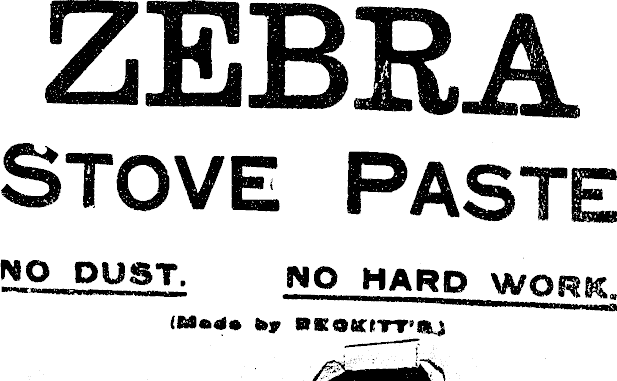 ZEBRA
STOVE PASTE
NO DUST. NO HARD WORK.
(Made by RECKITT'S.)